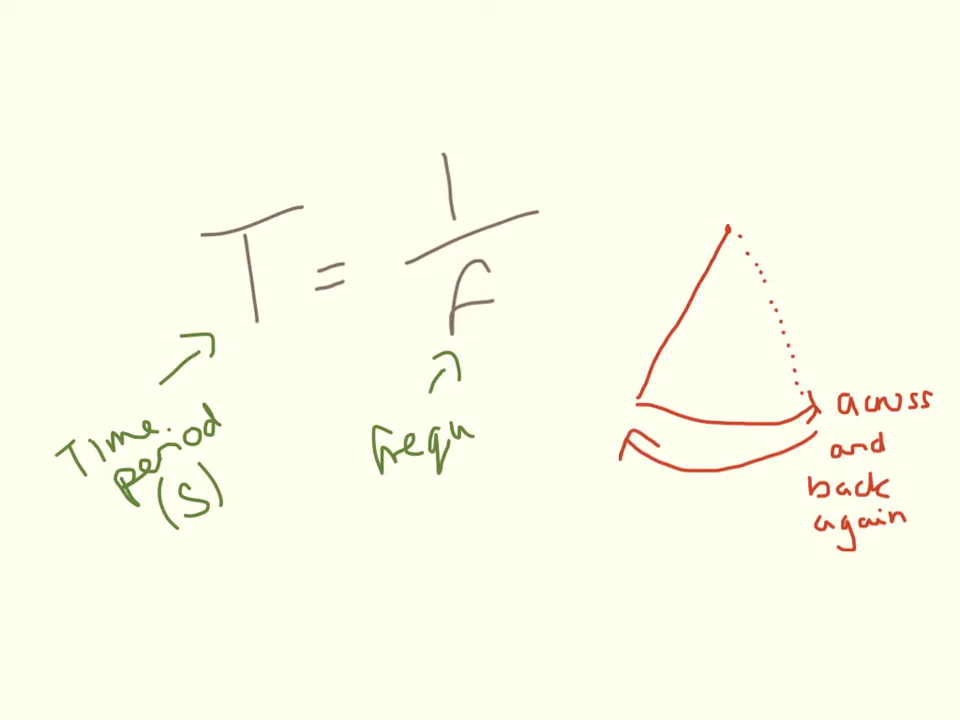 T = 1/F
Time
period
(S)
frequ
across
and
back
again